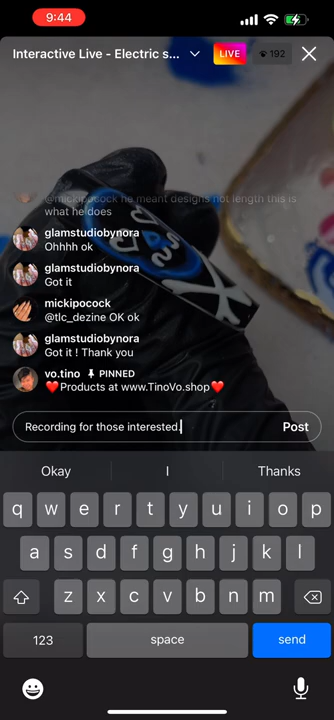 9:44
Interactive Live - Electric s...
LIVE
192
@mickipocock he meant designs not length this is
what he does
glamstudiobynora
Ohhhh ok
glamstudiobynora
Got it
mickipocock
@tlc_dezine OK ok
glamstudiobynora
Got it ! Thank you
vo.tino PINNED
❤️Products at www.TinoVo.shop❤️
Recording for those interested.
Post
Okay
I
Thanks
q w e r t y u i o p
a s d f g h j k l
z x c v b n m
123
space
send